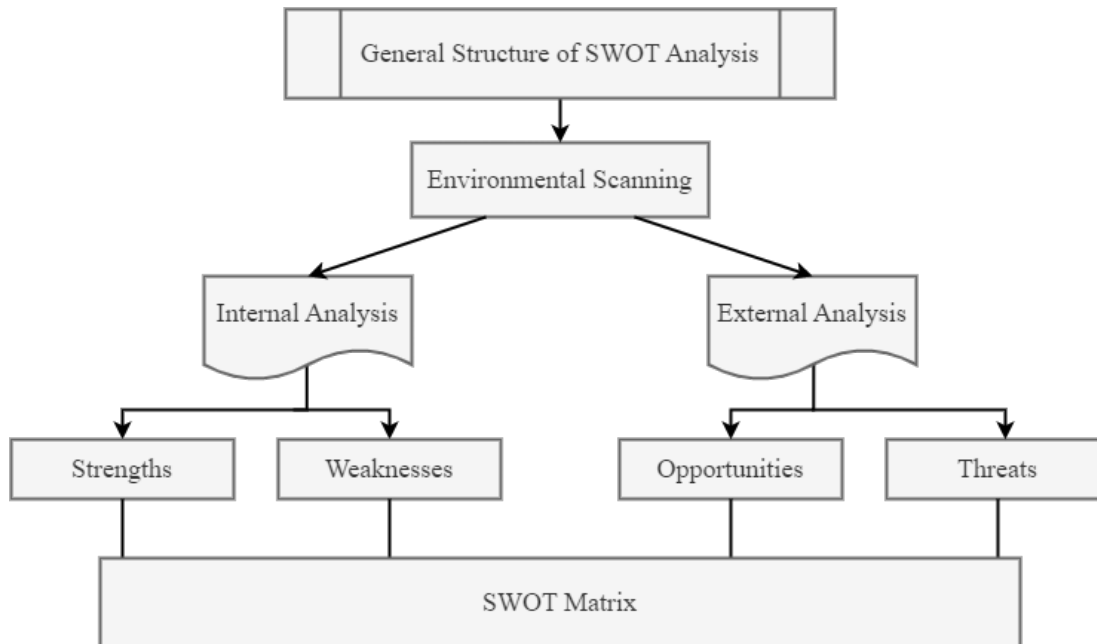 General Structure of SWOT Analysis
Environmental Scanning
Internal Analysis
External Analysis
Strengths
Weaknesses
Opportunities
Threats
SWOT Matrix